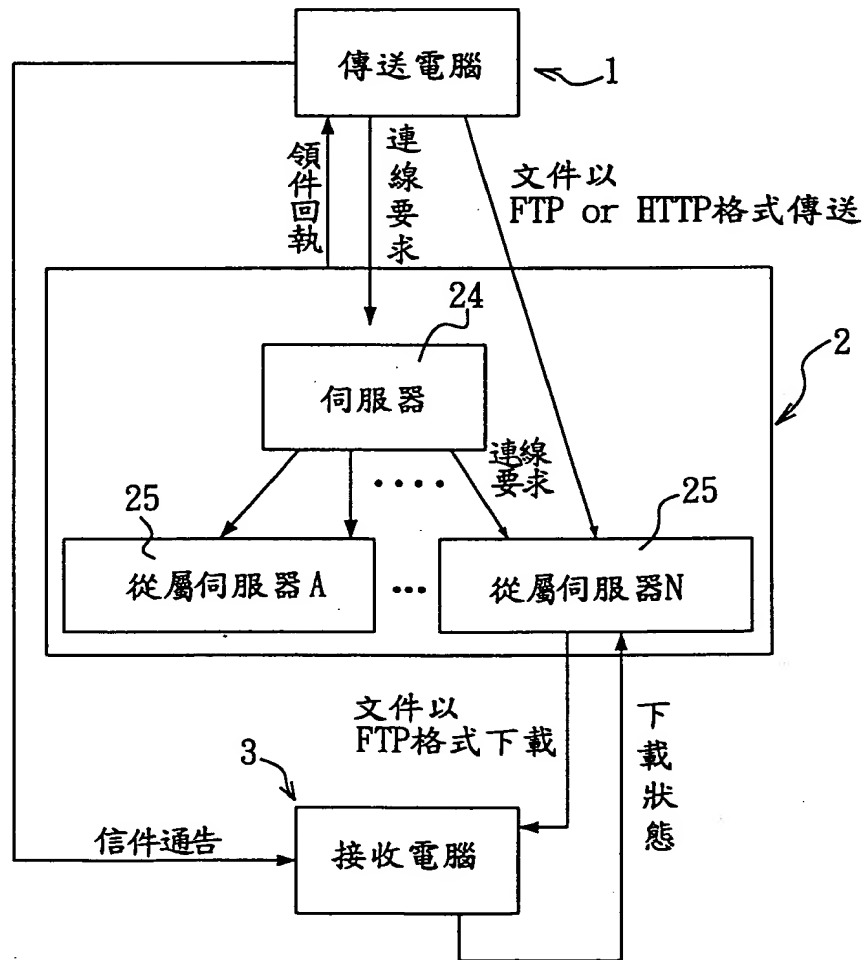 傳送電腦
1
領件回執
連線要求
文件以
FTP or HTTP格式傳送
24
2
伺服器
連線
要求
····
25
25
從屬伺服器A
…
從屬伺服器N
文件以
FTP格式下載
下載狀態
3
信件通告
接收電腦